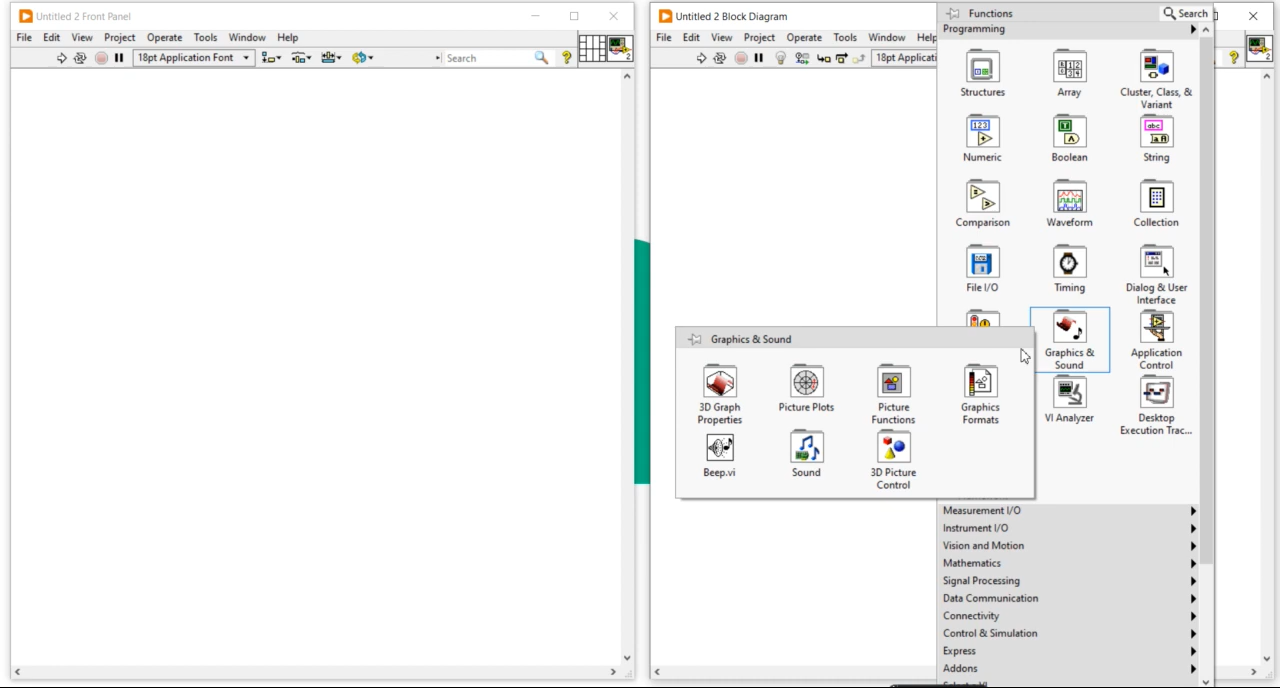 Untitled 2 Front Panel
File Edit View Project Operate Tools Window Help
18pt Application Font
Search
2
Untitled 2 Block Diagram
File Edit View Project Operate Tools Window Help
18pt Applicati
2
Functions
Search
Programming
Structures
Array
Cluster, Class, &
Variant
Numeric
Boolean
String
Comparison
Waveform
Collection
File I/O
Timing
Dialog & User
Interface
Graphics &
Sound
Application
Control
VI Analyzer
Desktop
Execution Trac...
Graphics & Sound
3D Graph
Properties
Picture Plots
Picture
Functions
Graphics
Formats
Beep.vi
Sound
3D Picture
Control
Measurement I/O
Instrument I/O
Vision and Motion
Mathematics
Signal Processing
Data Communication
Connectivity
Control & Simulation
Express
Addons